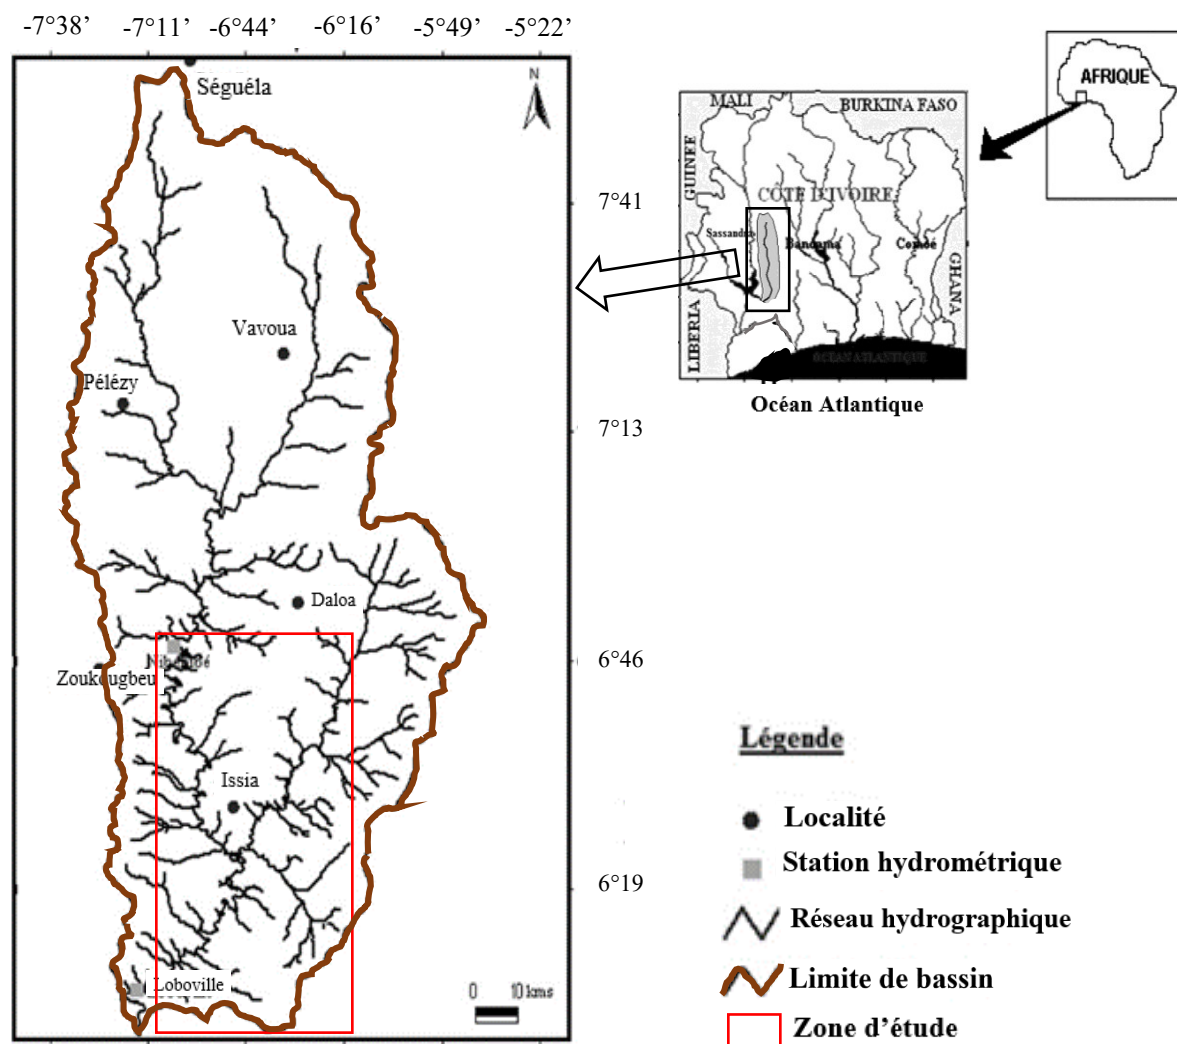 -7°38’ -7°11’ -6°44’ -6°16’ -5°49’ -5°22’
N
Séguéla
Vavoua
Pélézy
Daloa
Zoukougbeu
Issia
Loboville
0 10 kms
7°41
7°13
6°46
6°19
MALI
BURKINA FASO
GUINEE
CÔTE D'IVOIRE
Sassandra
Bandama
Comoé
GHANA
LIBERIA
OCEAN ATLANTIQUE
Océan Atlantique
AFRIQUE
Légende
Localité
Station hydrométrique
Réseau hydrographique
Limite de bassin
Zone d’étude